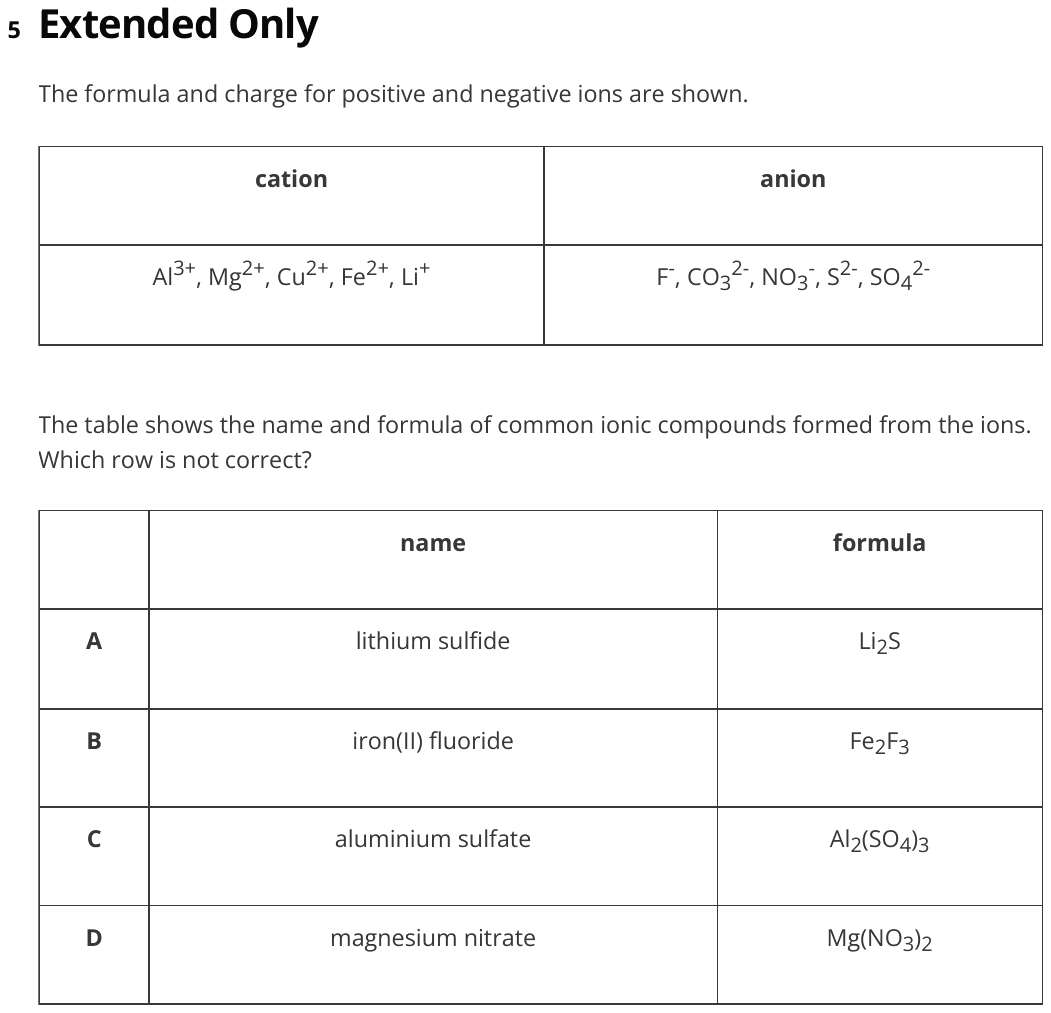 5 Extended Only
The formula and charge for positive and negative ions are shown.
cation anion
Al³⁺, Mg²⁺, Cu²⁺, Fe²⁺, Li⁺ F⁻, CO₃²⁻, NO₃⁻, S²⁻, SO₄²⁻
The table shows the name and formula of common ionic compounds formed from the ions.
Which row is not correct?
name formula
A lithium sulfide Li₂S
B iron(II) fluoride Fe₂F₃
C aluminium sulfate Al₂(SO₄)₃
D magnesium nitrate Mg(NO₃)₂